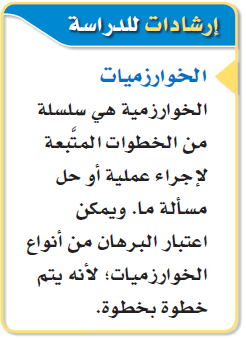 إرشادات للدراسة
الخوارزميات
الخوارزمية هي سلسلة
من الخطوات المتَّبعة
لإجراء عملية أو حل
مسألة ما. ويمكن
اعتبار البرهان من أنواع
الخوارزميات؛ لأنه يتم
خطوة بخطوة.